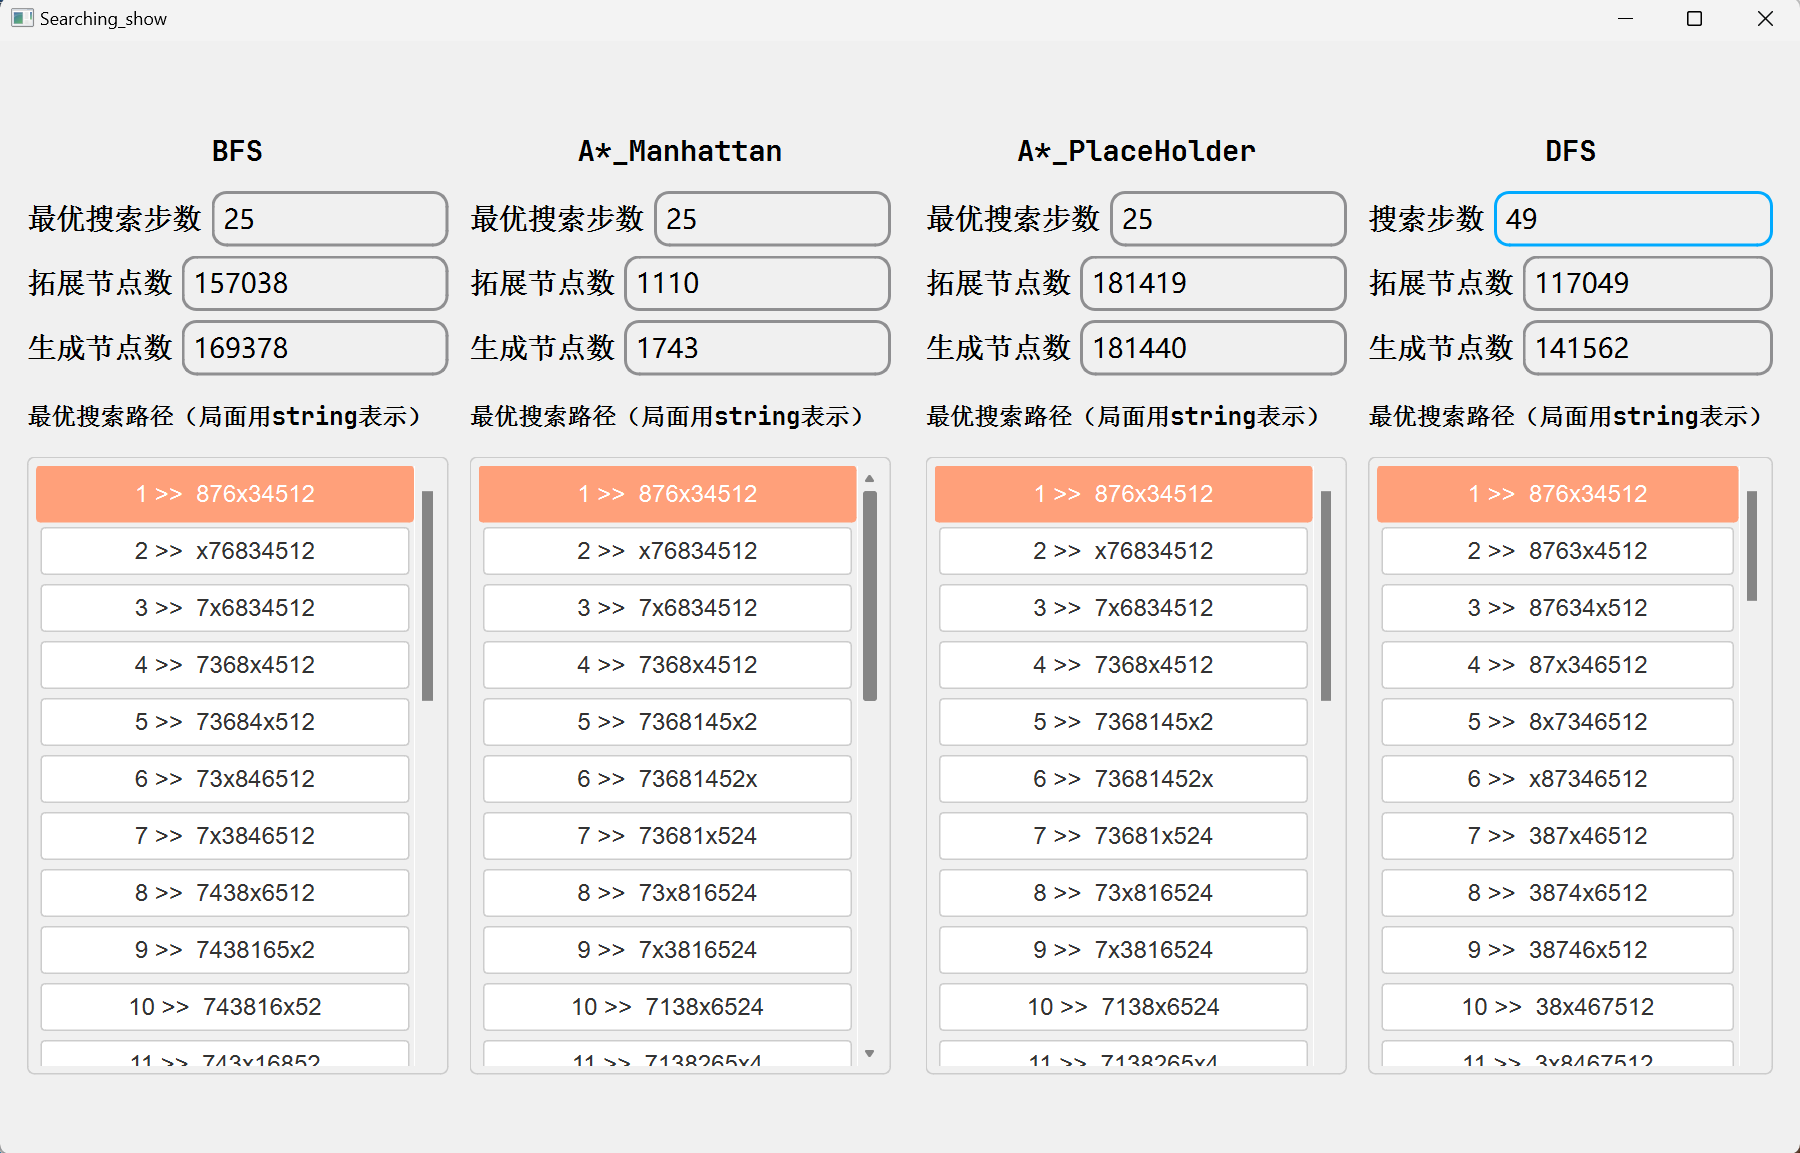 Searching_show
BFS
最优搜索步数 25
拓展节点数 157038
生成节点数 169378
最优搜索路径（局面用string表示）
1 >> 876x34512
2 >> x76834512
3 >> 7x6834512
4 >> 7368x4512
5 >> 73684x512
6 >> 73x846512
7 >> 7x3846512
8 >> 7438x6512
9 >> 7438165x2
10 >> 743816x52
11 >> 743x16852
A*_Manhattan
最优搜索步数 25
拓展节点数 1110
生成节点数 1743
最优搜索路径（局面用string表示）
1 >> 876x34512
2 >> x76834512
3 >> 7x6834512
4 >> 7368x4512
5 >> 7368145x2
6 >> 73681452x
7 >> 73681x524
8 >> 73x816524
9 >> 7x3816524
10 >> 7138x6524
11 >> 7138265x4
A*_PlaceHolder
最优搜索步数 25
拓展节点数 181419
生成节点数 181440
最优搜索路径（局面用string表示）
1 >> 876x34512
2 >> x76834512
3 >> 7x6834512
4 >> 7368x4512
5 >> 7368145x2
6 >> 73681452x
7 >> 73681x524
8 >> 73x816524
9 >> 7x3816524
10 >> 7138x6524
11 >> 7138265x4
DFS
搜索步数 49
拓展节点数 117049
生成节点数 141562
最优搜索路径（局面用string表示）
1 >> 876x34512
2 >> 8763x4512
3 >> 87634x512
4 >> 87x346512
5 >> 8x7346512
6 >> x87346512
7 >> 387x46512
8 >> 3874x6512
9 >> 38746x512
10 >> 38x467512
11 >> 3x8467512